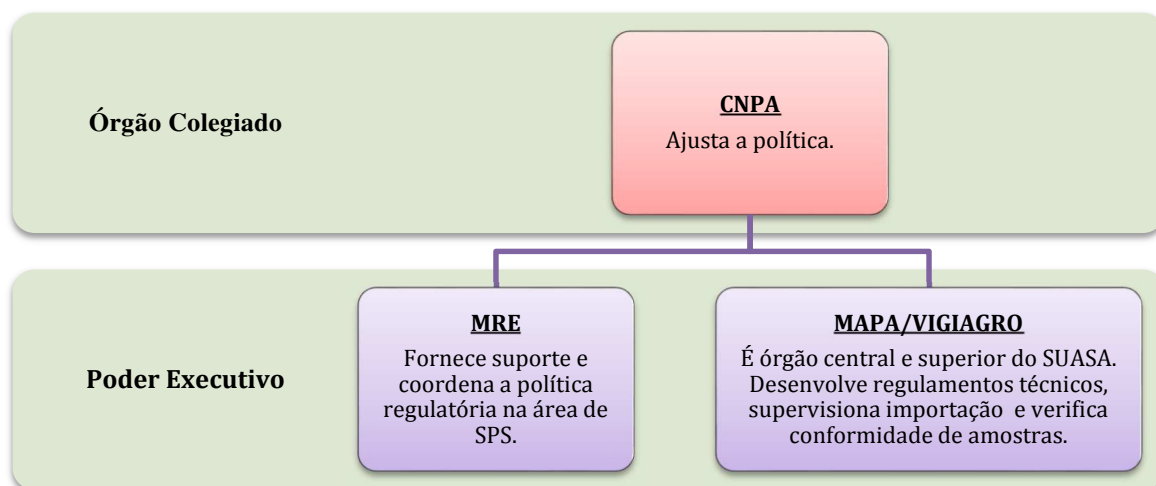 Órgão Colegiado
CNPA
Ajusta a política.
Poder Executivo
MRE
Fornece suporte e
coordena a política
regulatória na área de
SPS.
MAPA/VIGIAGRO
É órgão central e superior do SUASA.
Desenvolve regulamentos técnicos,
supervisiona importação e verifica
conformidade de amostras.